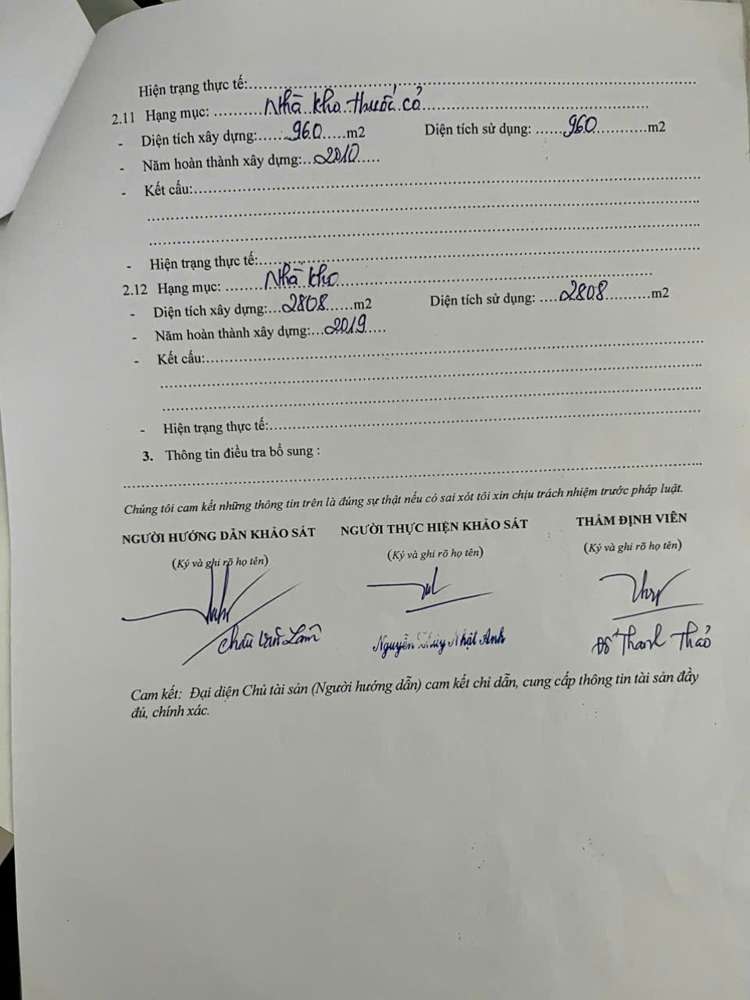 Hiện trạng thực tế:
2.11 Hạng mục: Nhà kho thuốc cỏ
- Diện tích xây dựng: 960 m2 Diện tích sử dụng: 960 m2
- Năm hoàn thành xây dựng: 2010
- Kết cấu:
- Hiện trạng thực tế:
2.12 Hạng mục: Nhà kho
- Diện tích xây dựng: 2808 m2 Diện tích sử dụng: 2808 m2
- Năm hoàn thành xây dựng: 2019
- Kết cấu:
- Hiện trạng thực tế:
3. Thông tin điều tra bổ sung :
Chúng tôi cam kết những thông tin trên là đúng sự thật nếu có sai xót tôi xin chịu trách nhiệm trước pháp luật.
NGƯỜI HƯỚNG DẪN KHẢO SÁT NGƯỜI THỰC HIỆN KHẢO SÁT THẨM ĐỊNH VIÊN
(Ký và ghi rõ họ tên) (Ký và ghi rõ họ tên) (Ký và ghi rõ họ tên)
Châu Văn Lâm Nguyễn Thúy Nhật Anh Đỗ Thanh Thảo
Cam kết: Đại diện Chủ tài sản (Người hướng dẫn) cam kết chỉ dẫn, cung cấp thông tin tài sản đầy
đủ, chính xác.